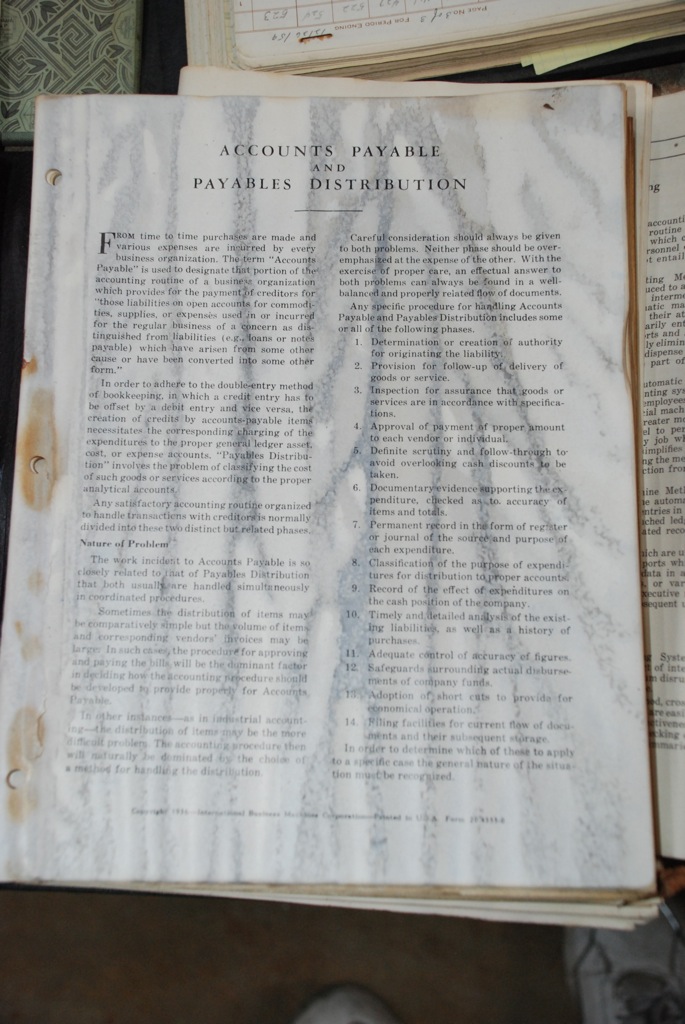 PAGE NO.
FOR PERIOD ENDING
ACCOUNTS PAYABLE
AND
PAYABLES DISTRIBUTION
FROM time to time purchases are made and
various expenses are incurred by every
business organization. The term "Accounts
Payable" is used to designate that portion of the
accounting routine of a business organization
which provides for the payment of creditors for
"those liabilities on open accounts for commodi-
ties, supplies, or expenses used in or incurred
for the regular business of a concern as dis-
tinguished from liabilities (e.g., loans or notes
payable) which have arisen from some other
cause or have been converted into some other
form."
In order to adhere to the double-entry method
of bookkeeping, in which a credit entry has to
be offset by a debit entry and vice versa, the
creation of credits by accounts-payable items
necessitates the corresponding charging of the
expenditures to the proper general ledger asset,
cost, or expense accounts. "Payables Distribu-
tion" involves the problem of classifying the cost
of such goods or services according to the proper
analytical accounts.
Any satisfactory accounting routine organized
to handle transactions with creditors is normally
divided into these two distinct but related phases.
Nature of Problem
The work incident to Accounts Payable is so
closely related to that of Payables Distribution
that both usually are handled simultaneously
in coordinated procedures.
Sometimes the distribution of items may
be comparatively simple but the volume of items
and corresponding vendors' invoices may be
large. In such cases, the procedure for approving
and paying the bills will be the dominant factor
in deciding how the accounting procedure should
be developed to provide properly for Accounts
Payable.
In other instances—as in industrial account-
ing—the distribution of items may be the more
difficult problem. The accounting procedure then
will naturally be dominated by the choice of
a method for handling the distribution.
Careful consideration should always be given
to both problems. Neither phase should be over-
emphasized at the expense of the other. With the
exercise of proper care, an effectual answer to
both problems can always be found in a well-
balanced and properly related flow of documents.
Any specific procedure for handling Accounts
Payable and Payables Distribution includes some
or all of the following phases.
1. Determination or creation of authority
for originating the liability.
2. Provision for follow-up of delivery of
goods or service.
3. Inspection for assurance that goods or
services are in accordance with specifica-
tions.
4. Approval of payment of proper amount
to each vendor or individual.
5. Definite scrutiny and follow-through to
avoid overlooking cash discounts to be
taken.
6. Documentary evidence supporting the ex-
penditure, checked as to accuracy of
items and totals.
7. Permanent record in the form of register
or journal of the source and purpose of
each expenditure.
8. Classification of the purpose of expendi-
tures for distribution to proper accounts.
9. Record of the effect of expenditures on
the cash position of the company.
10. Timely and detailed analysis of the exist-
ing liabilities, as well as a history of
purchases.
11. Adequate control of accuracy of figures.
12. Safeguards surrounding actual disburse-
ments of company funds.
13. Adoption of short cuts to provide for
economical operation.
14. Filing facilities for current flow of docu-
ments and their subsequent storage.
In order to determine which of these to apply
to a specific case the general nature of the situa-
tion must be recognized.
Copyright International Business Machines Corporation—Printed in U.S.A. Form